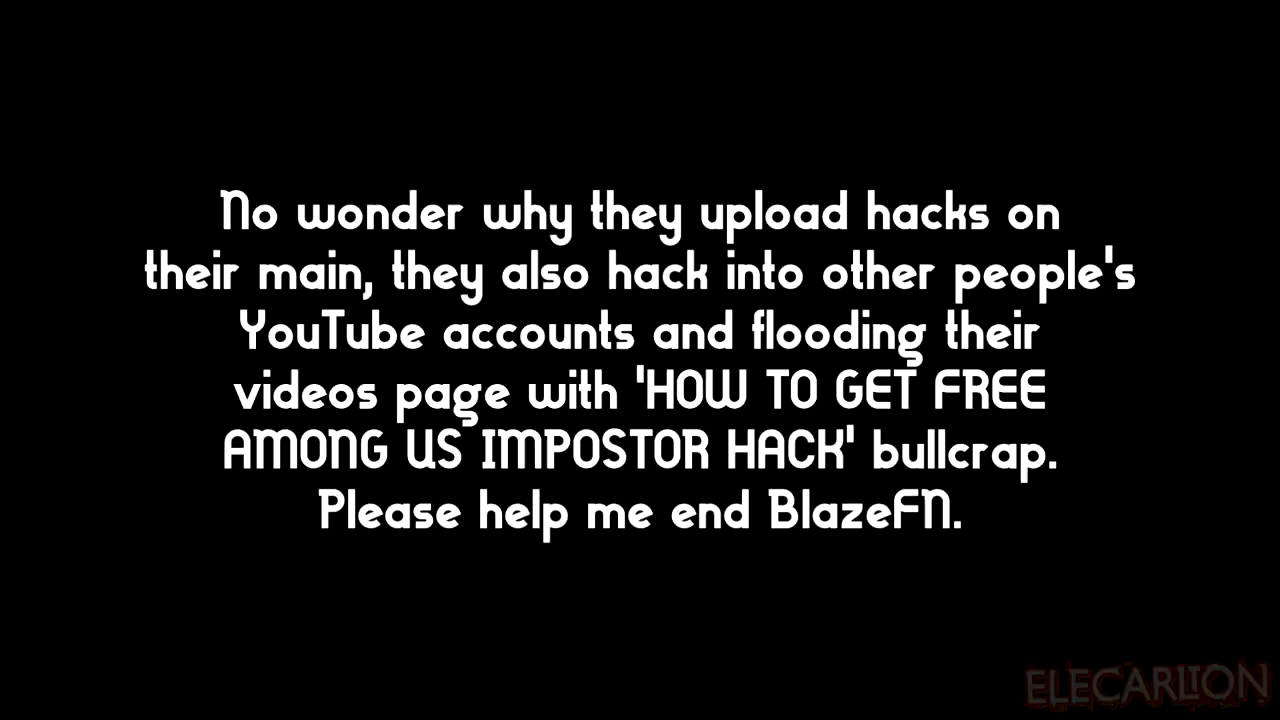 No wonder why they upload hacks on
their main, they also hack into other people's
YouTube accounts and flooding their
videos page with 'HOW TO GET FREE
AMONG US IMPOSTOR HACK' bullcrap.
Please help me end BlazeFN.
ELECARLTON